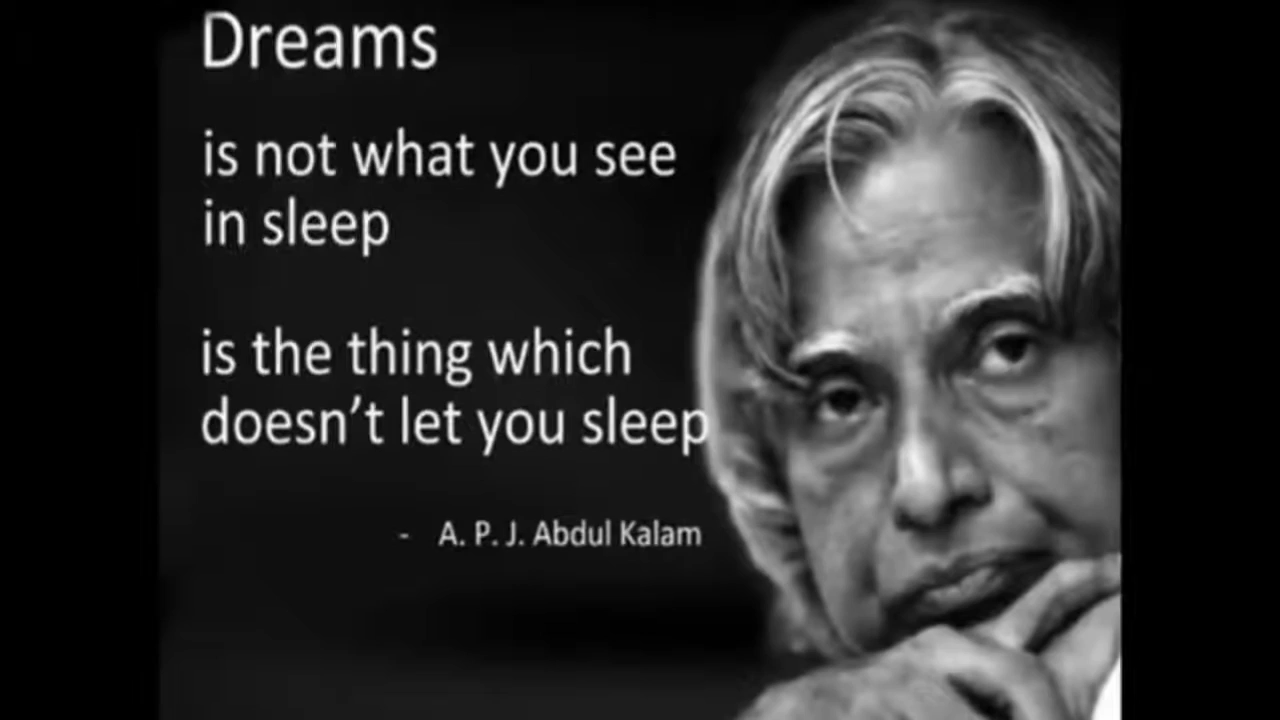 Dreams
is not what you see
in sleep
is the thing which
doesn’t let you sleep
- A. P. J. Abdul Kalam